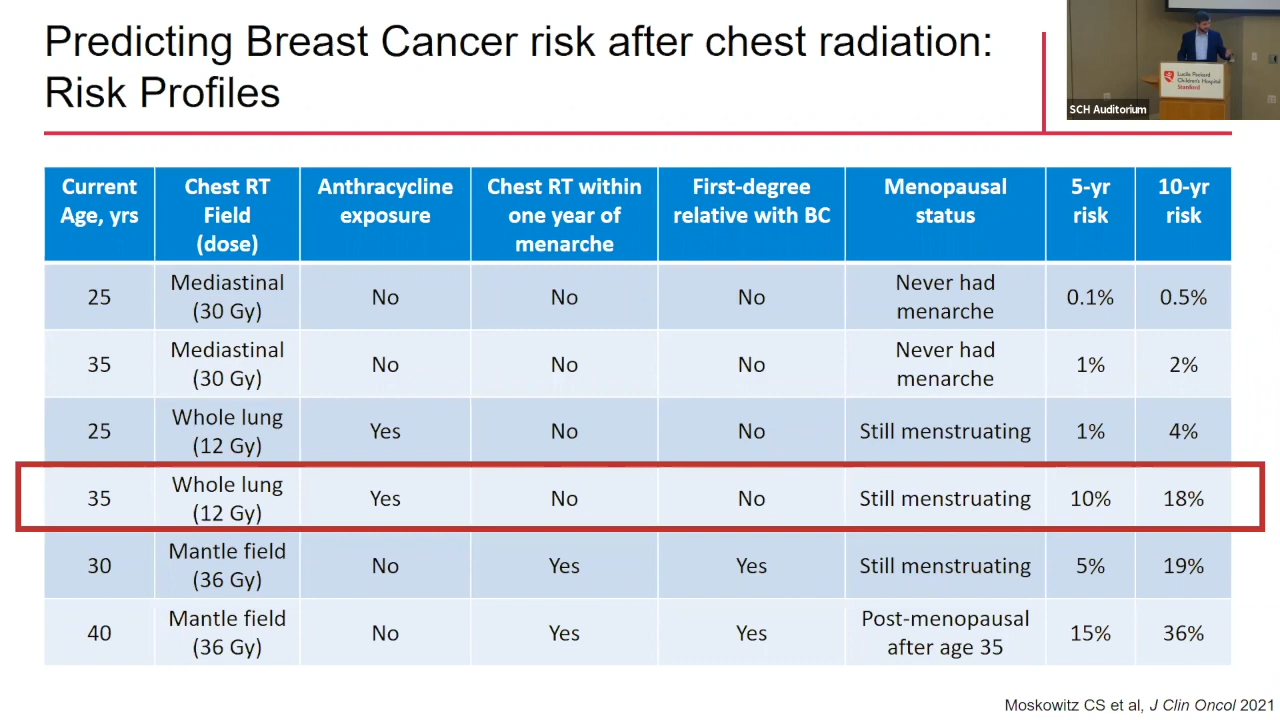 Predicting Breast Cancer risk after chest radiation:
Risk Profiles
Lucile Packard
Children's Hospital
Stanford
SCH Auditorium
Current Age, yrs | Chest RT Field (dose) | Anthracycline exposure | Chest RT within one year of menarche | First-degree relative with BC | Menopausal status | 5-yr risk | 10-yr risk
25 | Mediastinal (30 Gy) | No | No | No | Never had menarche | 0.1% | 0.5%
35 | Mediastinal (30 Gy) | No | No | No | Never had menarche | 1% | 2%
25 | Whole lung (12 Gy) | Yes | No | No | Still menstruating | 1% | 4%
35 | Whole lung (12 Gy) | Yes | No | No | Still menstruating | 10% | 18%
30 | Mantle field (36 Gy) | No | Yes | Yes | Still menstruating | 5% | 19%
40 | Mantle field (36 Gy) | No | Yes | Yes | Post-menopausal after age 35 | 15% | 36%
Moskowitz CS et al, J Clin Oncol 2021